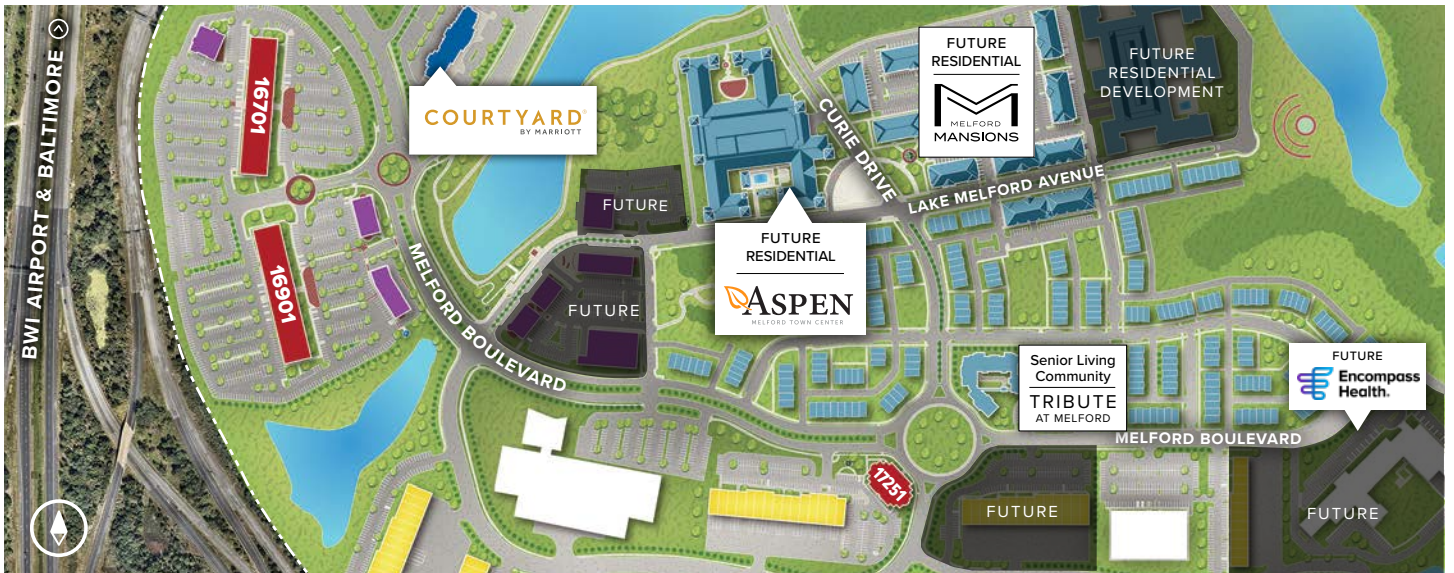 BWI AIRPORT & BALTIMORE
16701
16901
COURTYARD®
BY MARRIOTT
MELFORD BOULEVARD
FUTURE
FUTURE
CURIE DRIVE
FUTURE
RESIDENTIAL
MELFORD
MANSIONS
FUTURE
RESIDENTIAL
DEVELOPMENT
LAKE MELFORD AVENUE
FUTURE
RESIDENTIAL
ASPEN
MELFORD TOWN CENTER
Senior Living
Community
TRIBUTE
AT MELFORD
FUTURE
Encompass
Health.
MELFORD BOULEVARD
17251
FUTURE
FUTURE